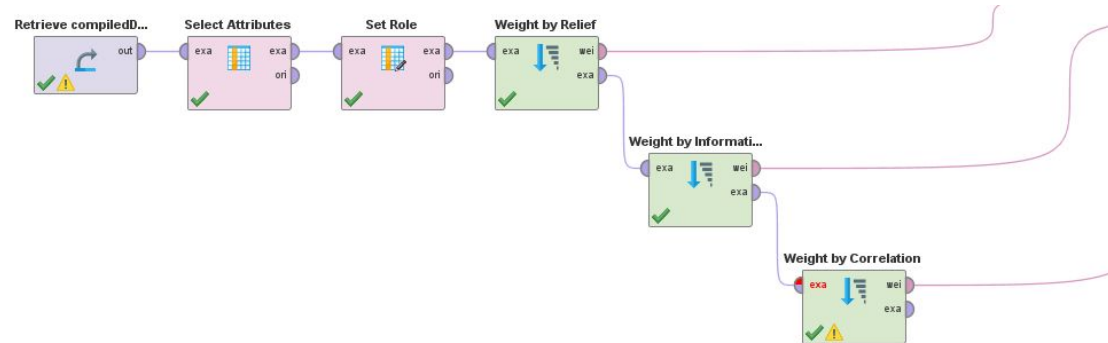 Retrieve compiledD...
Select Attributes
Set Role
Weight by Relief
out
exa
exa
ori
exa
exa
ori
exa
wei
exa
Weight by Informati...
exa
wei
exa
Weight by Correlation
exa
wei
exa